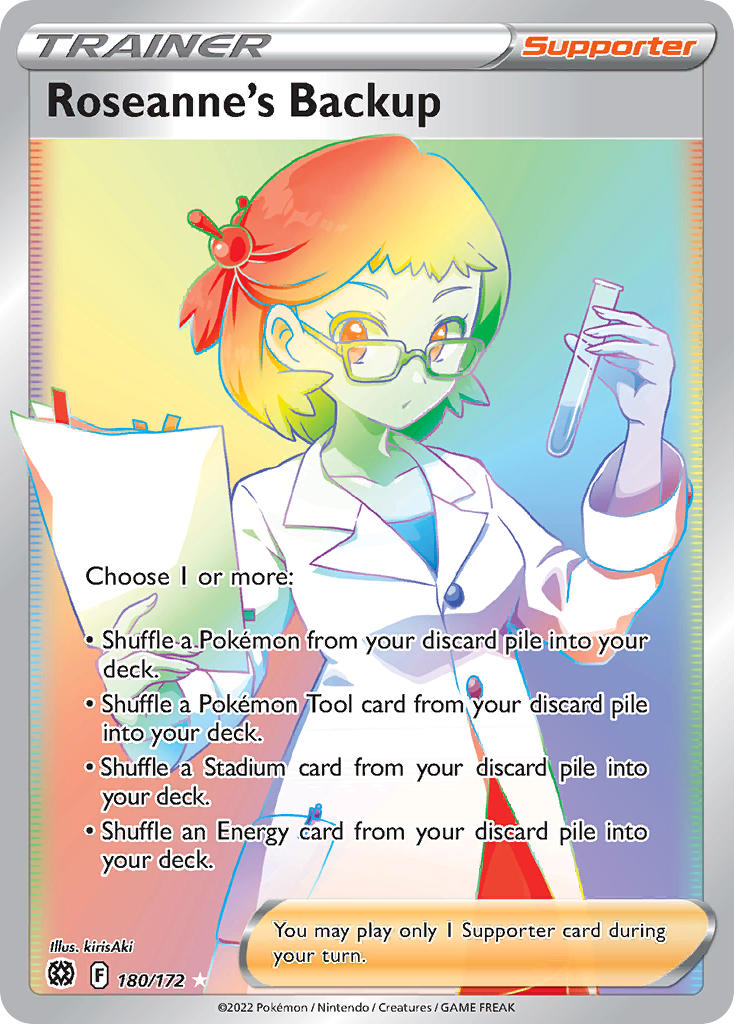 TRAINER Supporter
Roseanne's Backup
Choose 1 or more:
• Shuffle a Pokémon from your discard pile into your
deck.
• Shuffle a Pokémon Tool card from your discard pile
into your deck.
• Shuffle a Stadium card from your discard pile into
your deck.
• Shuffle an Energy card from your discard pile into
your deck.
You may play only 1 Supporter card during
your turn.
Illus. kirisAki
F 180/172 ★
©2022 Pokémon / Nintendo / Creatures / GAME FREAK